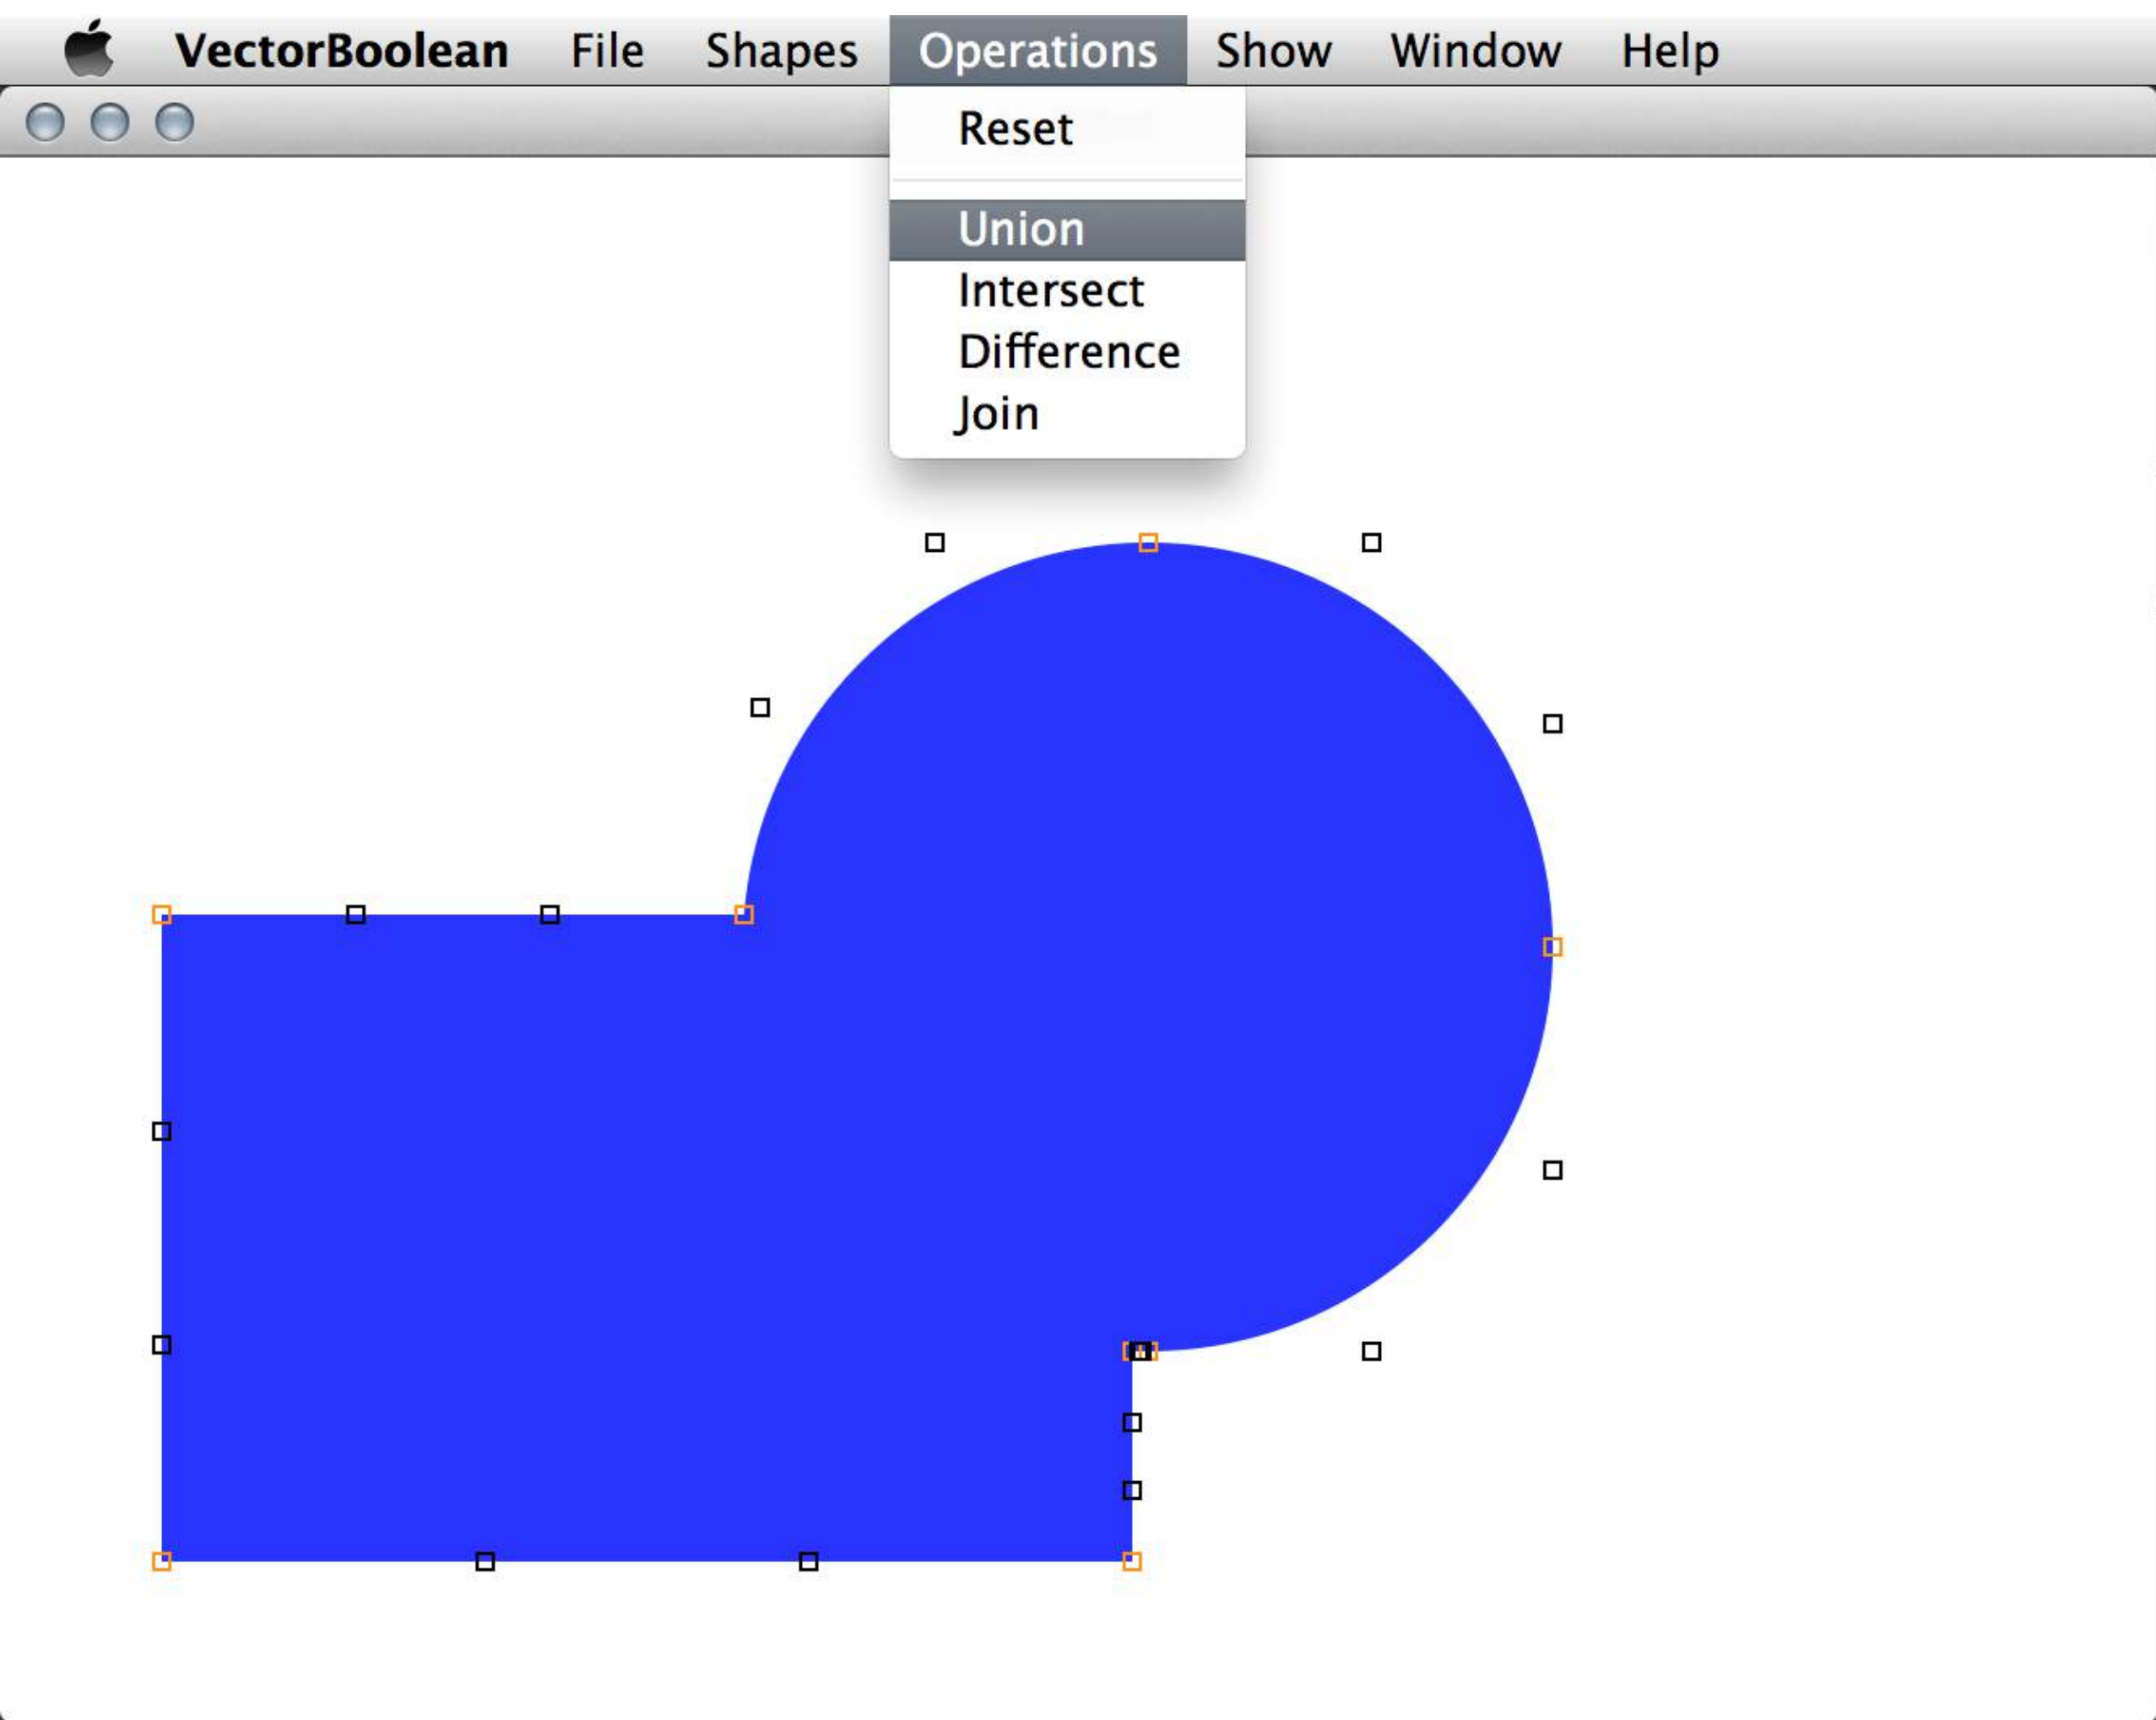 VectorBoolean File Shapes Operations Show Window Help
Reset
Union
Intersect
Difference
Join